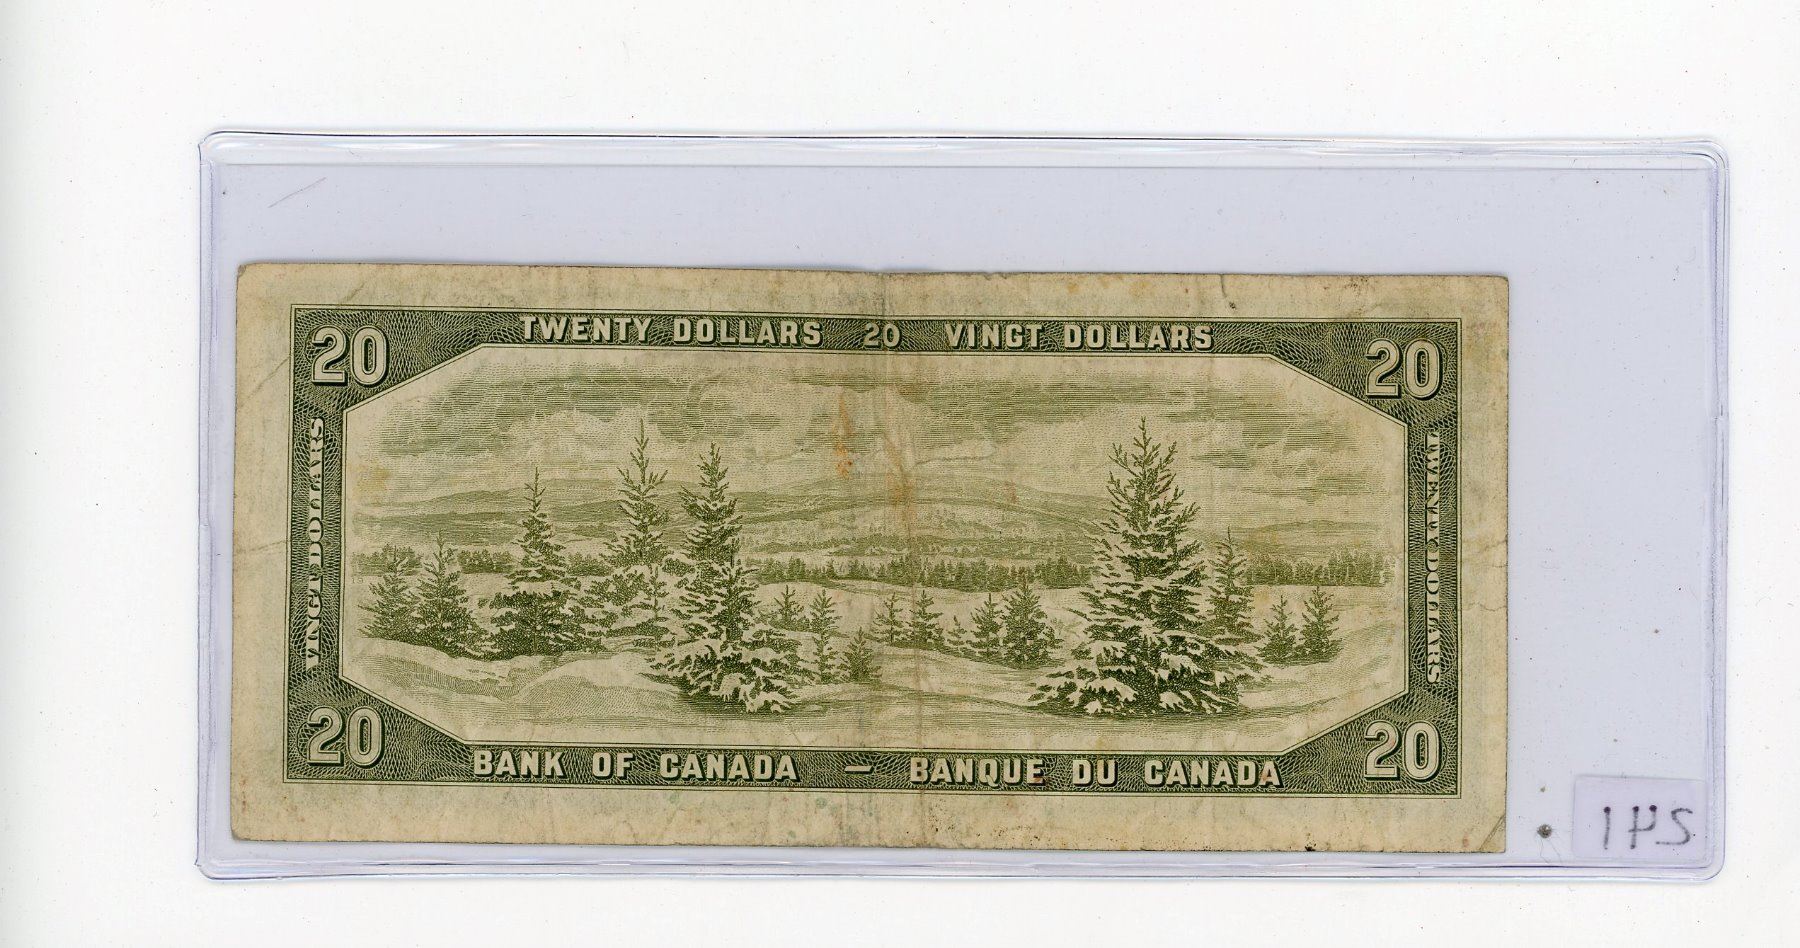 TWENTY DOLLARS 20 VINGT DOLLARS
20
20
VINGT DOLLARS
TWENTY DOLLARS
20
20
BANK OF CANADA — BANQUE DU CANADA